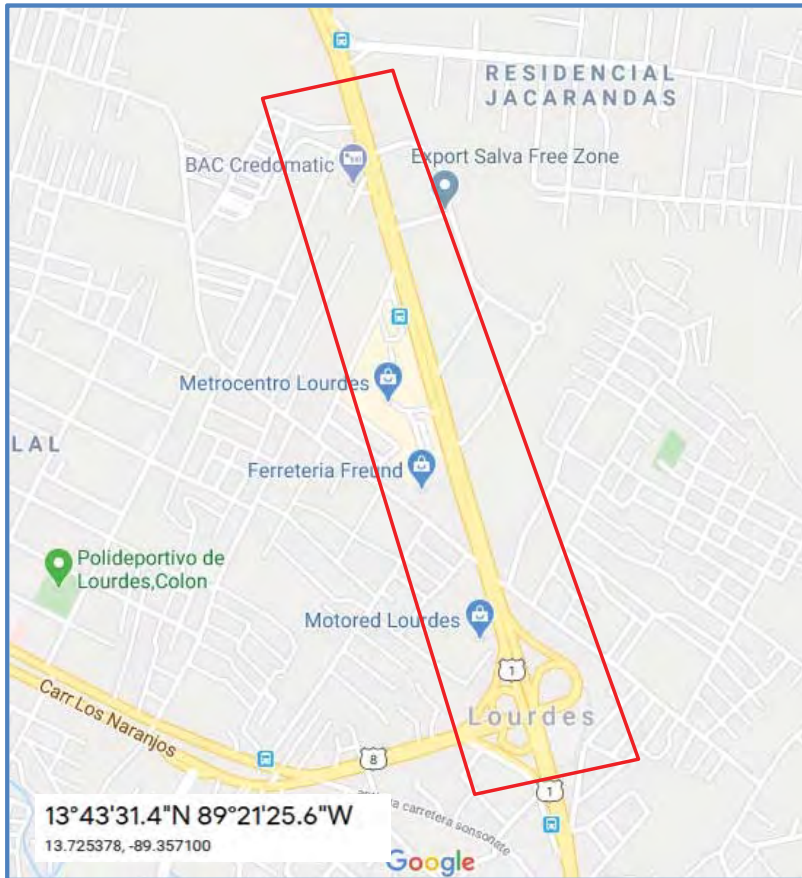 RESIDENCIAL
JACARANDAS
BAC Credomatic
Export Salva Free Zone
Metrocentro Lourdes
LAL
Ferreteria Freund
Polideportivo de
Lourdes,Colon
Motored Lourdes
1
Lourdes
Carr Los Naranjos
8
1
carretera sonsonate
13°43'31.4"N 89°21'25.6"W
13.725378, -89.357100
Google